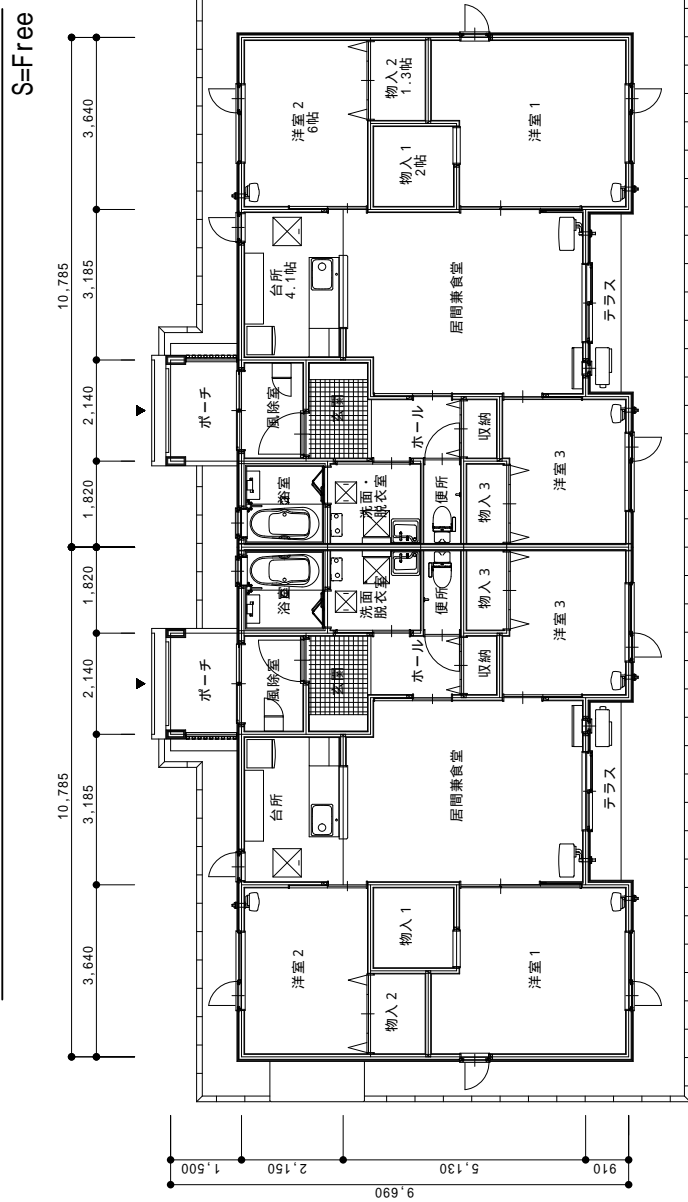 S=Free
10,785
10,785
3,640
3,185
2,140
1,820
1,820
2,140
3,185
3,640
ポーチ
ポーチ
洋室2
台所
風除室
浴室
浴室
風除室
台所
4.1帖
洋室2
6帖
玄関
洗面・
脱衣室
洗面・
脱衣室
玄関
物入2
物入1
ホール
便所
便所
ホール
物入1
2帖
物入2
1.3帖
居間兼食堂
収納
物入3
物入3
収納
居間兼食堂
洋室1
洋室3
洋室3
洋室1
テラス
テラス
1,500
2,150
5,130
910
9,690